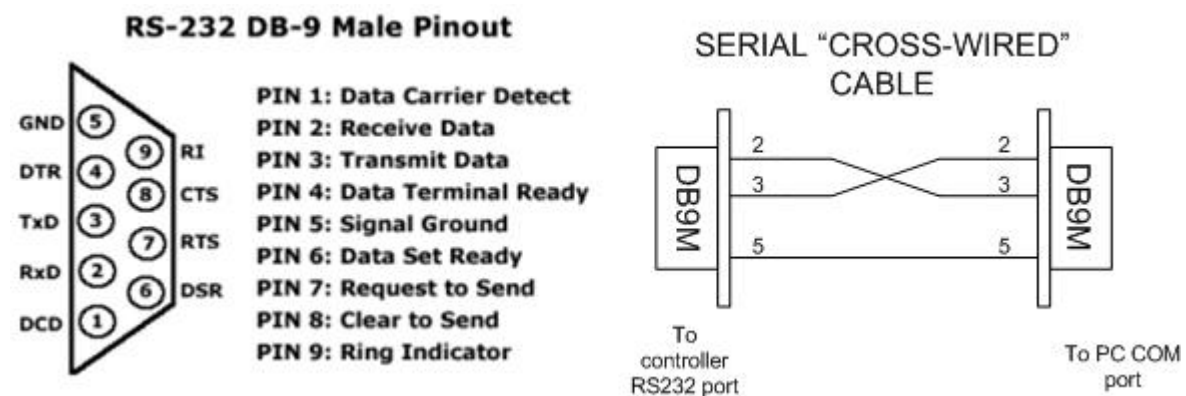 RS-232 DB-9 Male Pinout
GND 5
9 RI
DTR 4
8 CTS
TxD 3
7 RTS
RxD 2
6 DSR
DCD 1
PIN 1: Data Carrier Detect
PIN 2: Receive Data
PIN 3: Transmit Data
PIN 4: Data Terminal Ready
PIN 5: Signal Ground
PIN 6: Data Set Ready
PIN 7: Request to Send
PIN 8: Clear to Send
PIN 9: Ring Indicator
SERIAL “CROSS-WIRED”
CABLE
DB9M
2 2
3 3
5 5
DB9M
To
controller
RS232 port
To PC COM
port